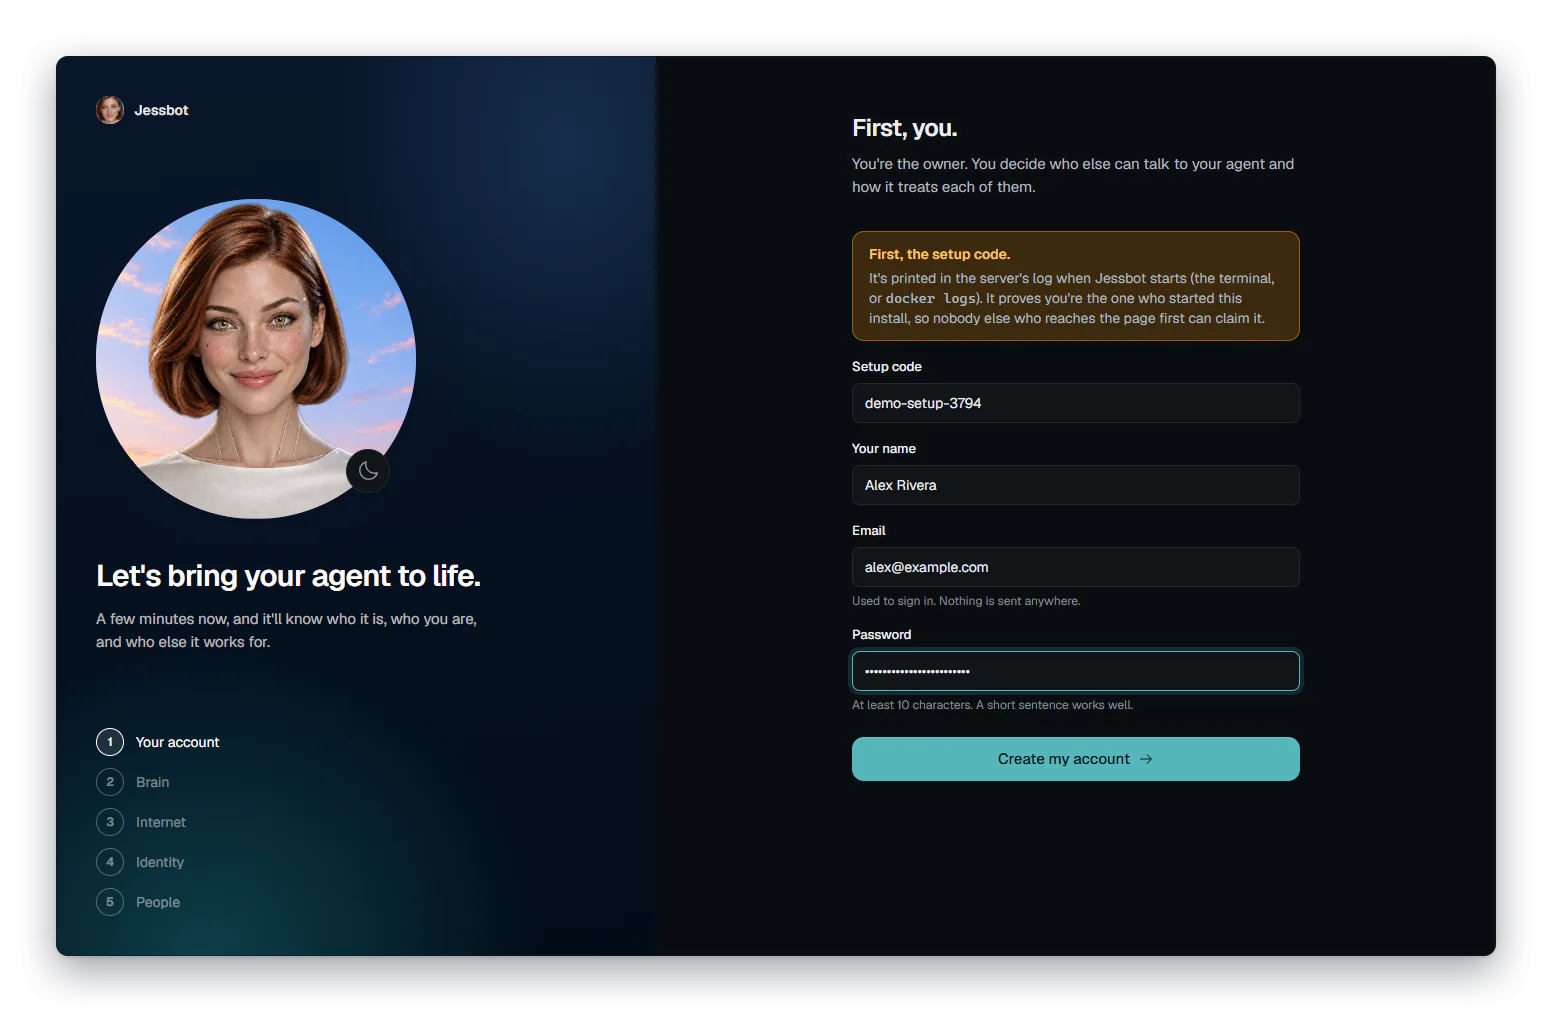 Jessbot
Let's bring your agent to life.
A few minutes now, and it'll know who it is, who you are,
and who else it works for.
1 Your account
2 Brain
3 Internet
4 Identity
5 People
First, you.
You're the owner. You decide who else can talk to your agent and
how it treats each of them.
First, the setup code.
It's printed in the server's log when Jessbot starts (the terminal,
or docker logs). It proves you're the one who started this
install, so nobody else who reaches the page first can claim it.
Setup code
demo-setup-3794
Your name
Alex Rivera
Email
alex@example.com
Used to sign in. Nothing is sent anywhere.
Password
••••••••••••••••••••••••
At least 10 characters. A short sentence works well.
Create my account →